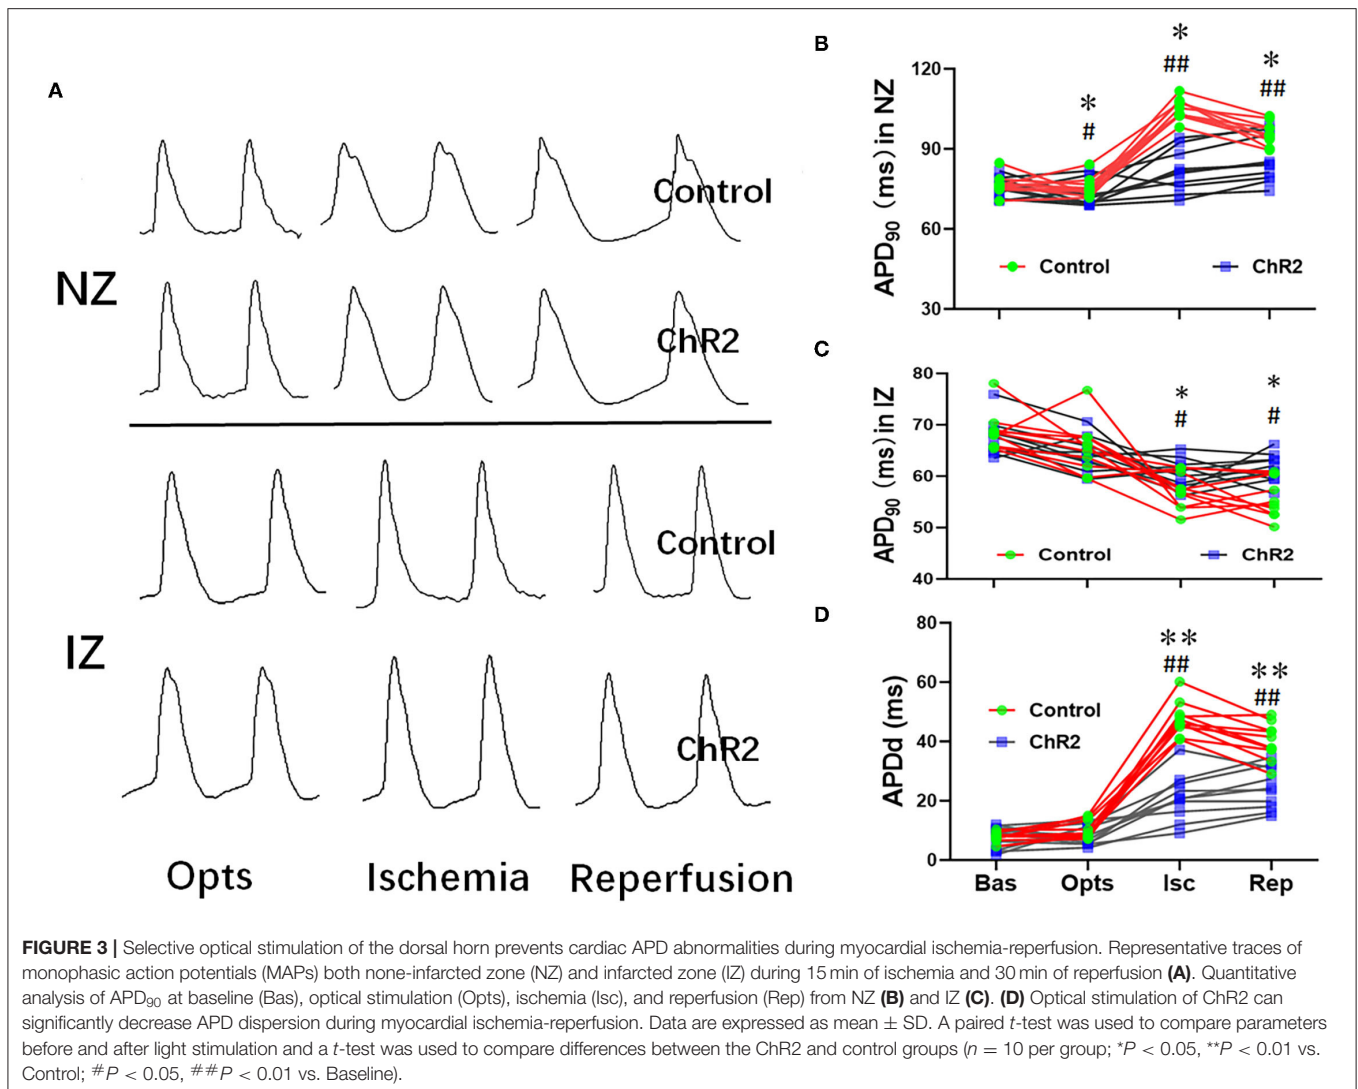 A
NZ
Control
ChR2
IZ
Control
ChR2
Opts Ischemia Reperfusion
B
APD90 (ms) in NZ
120
90
60
30
*
#
*
##
*
##
Control ChR2
C
APD90 (ms) in IZ
80
70
60
50
40
*
#
*
#
Control ChR2
D
APDd (ms)
80
60
40
20
0
**
##
**
##
Control
ChR2
Bas Opts Isc Rep
FIGURE 3 | Selective optical stimulation of the dorsal horn prevents cardiac APD abnormalities during myocardial ischemia-reperfusion. Representative traces of
monophasic action potentials (MAPs) both none-infarcted zone (NZ) and infarcted zone (IZ) during 15 min of ischemia and 30 min of reperfusion (A). Quantitative
analysis of APD90 at baseline (Bas), optical stimulation (Opts), ischemia (Isc), and reperfusion (Rep) from NZ (B) and IZ (C). (D) Optical stimulation of ChR2 can
significantly decrease APD dispersion during myocardial ischemia-reperfusion. Data are expressed as mean ± SD. A paired t-test was used to compare parameters
before and after light stimulation and a t-test was used to compare differences between the ChR2 and control groups (n = 10 per group; *P < 0.05, **P < 0.01 vs.
Control; #P < 0.05, ##P < 0.01 vs. Baseline).